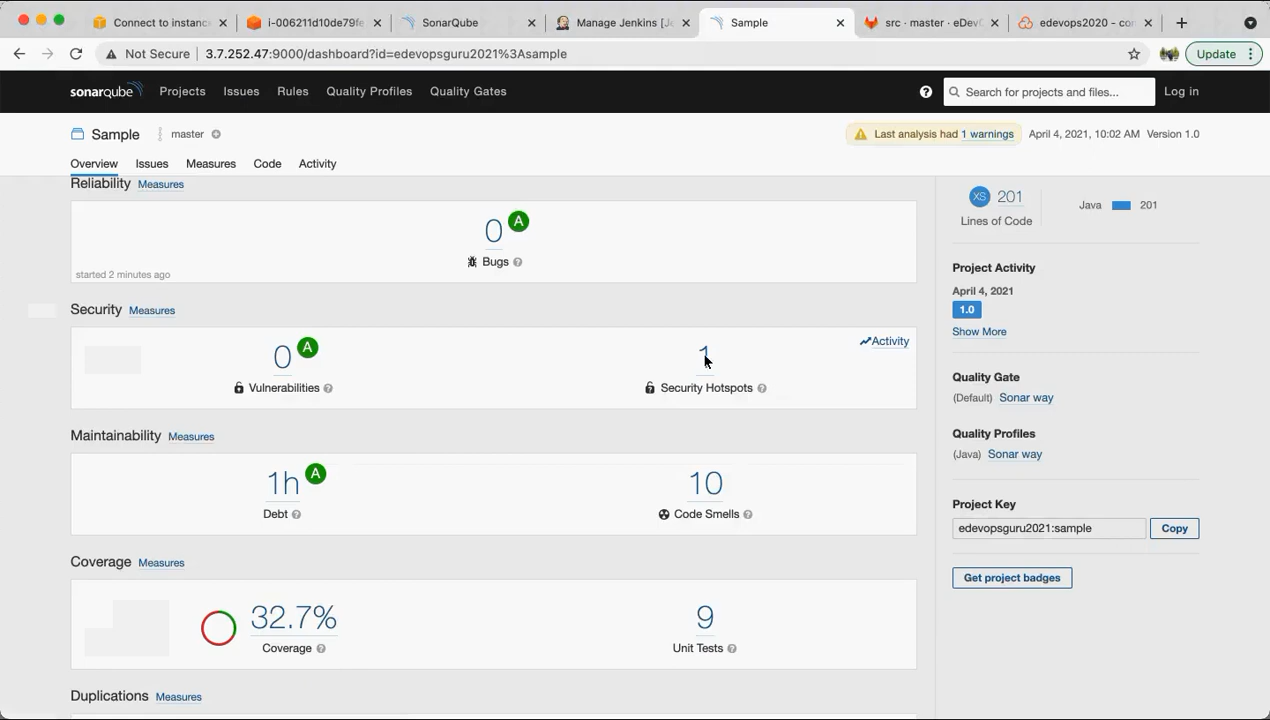 Connect to instanc
i-006211d10de79fe
SonarQube
Manage Jenkins [Je
Sample
src · master · eDevO
edevops2020 - con
Not Secure
3.7.252.47:9000/dashboard?id=edevopsguru2021%3Asample
Update
sonarqube
Projects
Issues
Rules
Quality Profiles
Quality Gates
Search for projects and files...
Log in
Sample
master
Last analysis had 1 warnings
April 4, 2021, 10:02 AM
Version 1.0
Overview
Issues
Measures
Code
Activity
Reliability Measures
0 A
Bugs
started 2 minutes ago
Security Measures
0 A
Vulnerabilities
1
Security Hotspots
Activity
Maintainability Measures
1h A
Debt
10
Code Smells
Coverage Measures
32.7%
Coverage
9
Unit Tests
Duplications Measures
XS 201
Lines of Code
Java 201
Project Activity
April 4, 2021
1.0
Show More
Quality Gate
(Default) Sonar way
Quality Profiles
(Java) Sonar way
Project Key
edevopsguru2021:sample
Copy
Get project badges